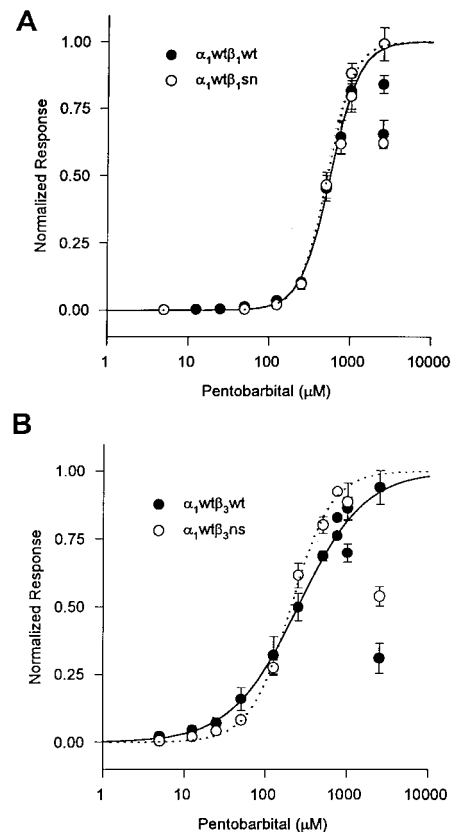 A
α₁wtβ₁wt
α₁wtβ₁sn
Normalized Response
1.00
0.75
0.50
0.25
0.00
1
10
100
1000
10000
Pentobarbital (μM)
B
α₁wtβ₃wt
α₁wtβ₃ns
Normalized Response
1.00
0.75
0.50
0.25
0.00
1
10
100
1000
10000
Pentobarbital (μM)